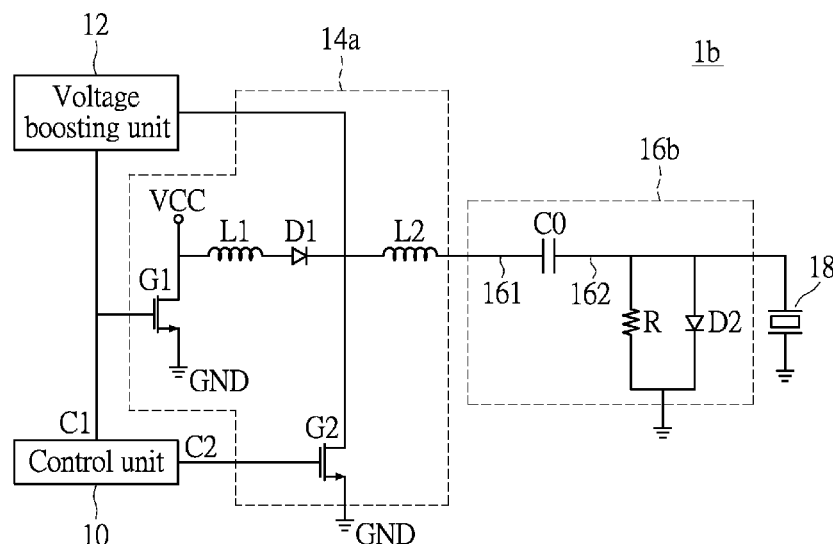 12
14a
1b
Voltage
boosting unit
16b
VCC
L1
D1
L2
C0
18
G1
161
162
R
D2
GND
C1
G2
C2
Control unit
10
GND